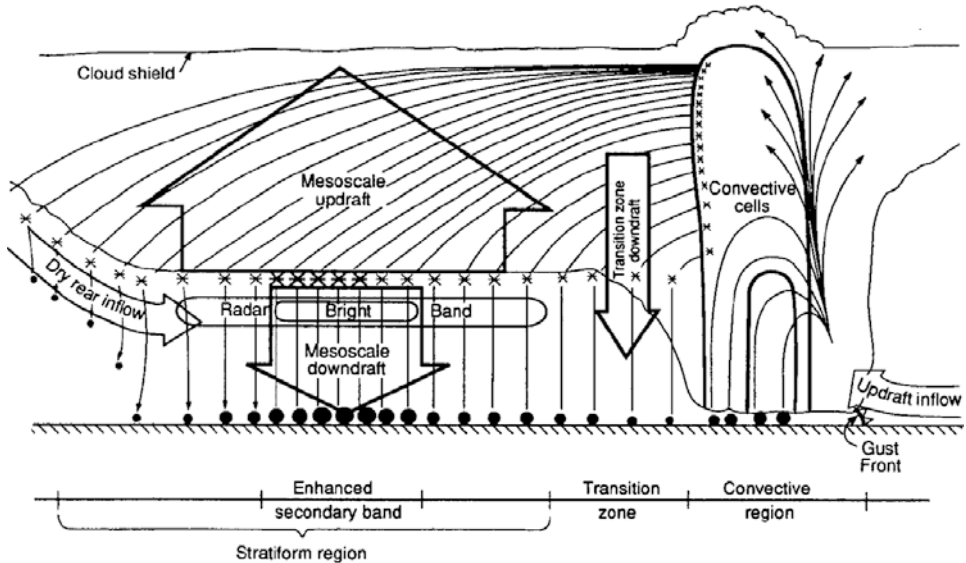 Cloud shield
Mesoscale
updraft
Transition zone
downdraft
Convective
cells
Dry rear inflow
Radar Bright Band
Mesoscale
downdraft
Updraft inflow
Gust
Front
Enhanced
secondary band
Transition
zone
Convective
region
Stratiform region